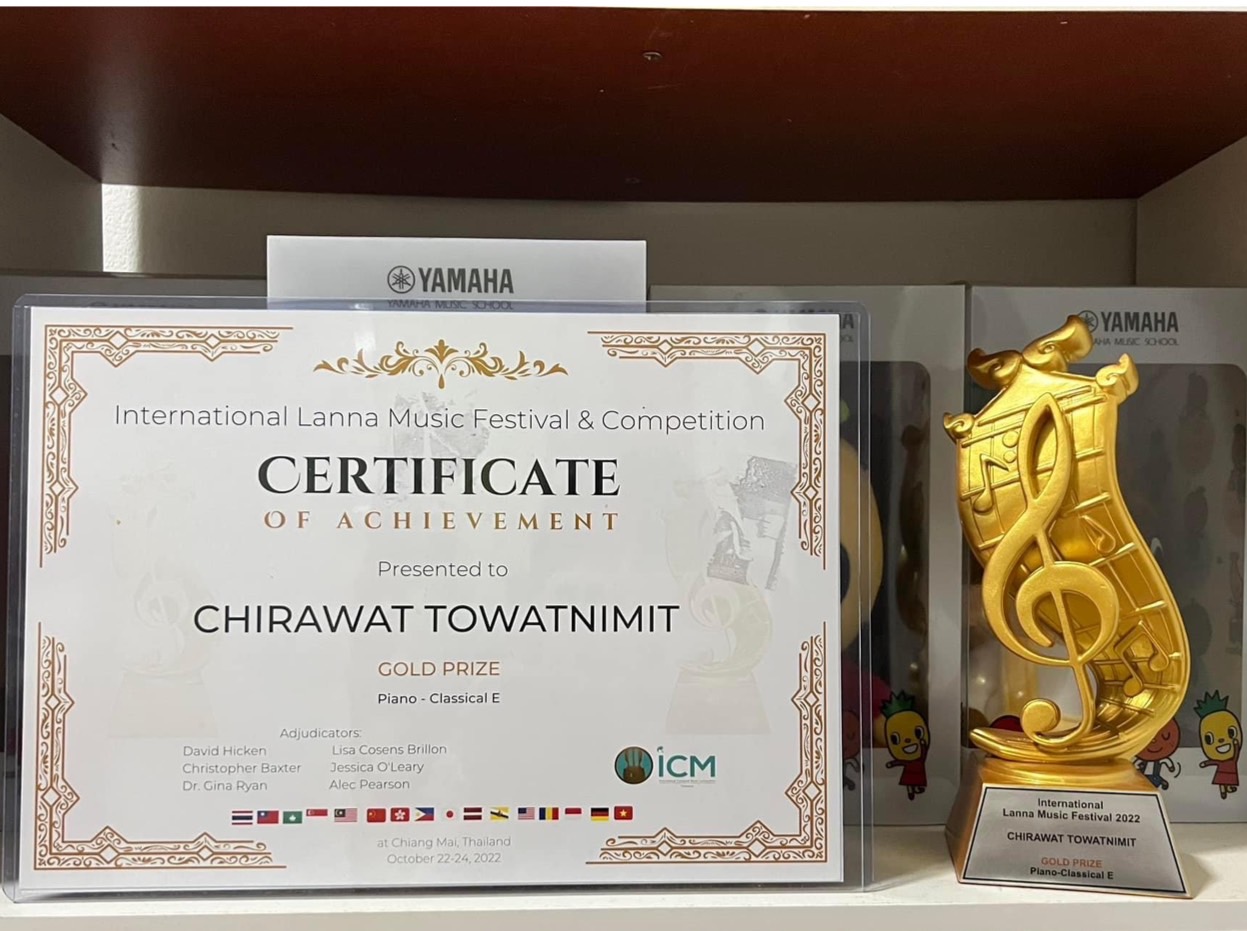 YAMAHA
YAMAHA MUSIC SCHOOL
International Lanna Music Festival & Competition
CERTIFICATE
OF ACHIEVEMENT
Presented to
CHIRAWAT TOWATNIMIT
GOLD PRIZE
Piano - Classical E
Adjudicators:
David Hicken
Christopher Baxter
Dr. Gina Ryan
Lisa Cosens Brillon
Jessica O'Leary
Alec Pearson
iCM
at Chiang Mai, Thailand
October 22-24, 2022
YAMAHA
MUSIC SCHOOL
International
Lanna Music Festival 2022
CHIRAWAT TOWATNIMIT
GOLD PRIZE
Piano-Classical E